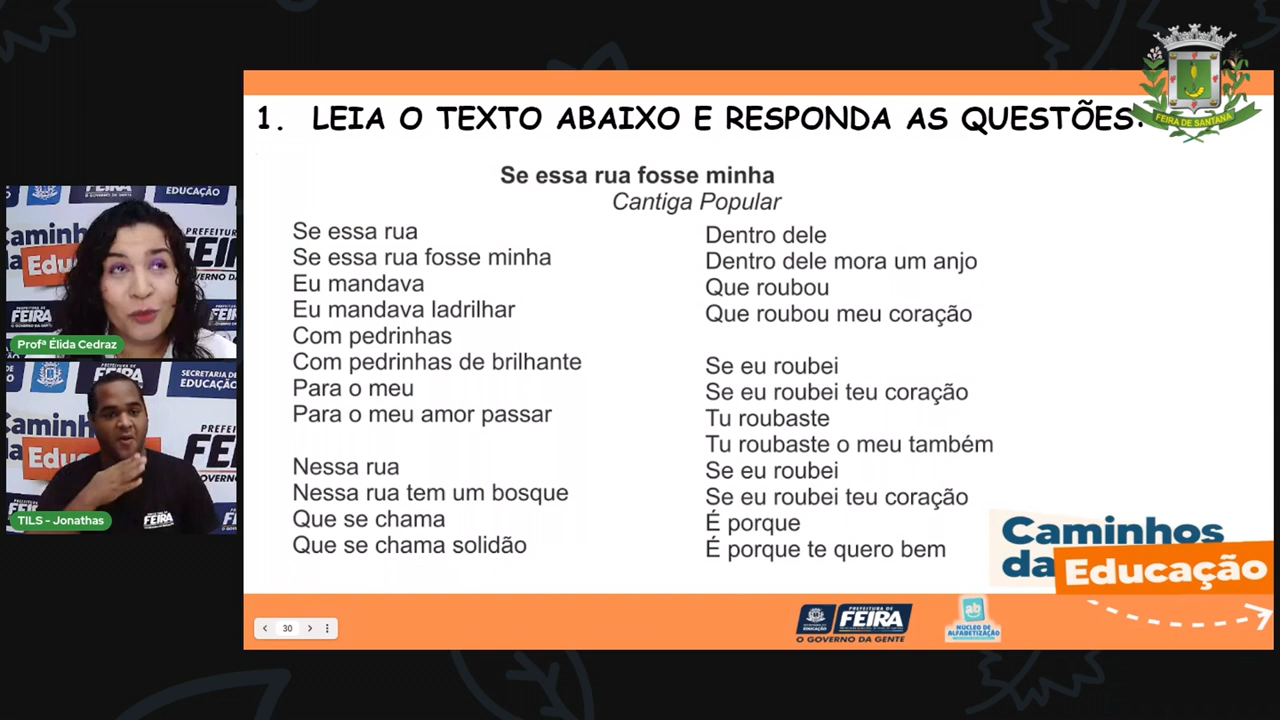 1. LEIA O TEXTO ABAIXO E RESPONDA AS QUESTÕES.
FEIRA DE SANTANA
Se essa rua fosse minha
Cantiga Popular
Se essa rua
Se essa rua fosse minha
Eu mandava
Eu mandava ladrilhar
Com pedrinhas
Com pedrinhas de brilhante
Para o meu
Para o meu amor passar
Nessa rua
Nessa rua tem um bosque
Que se chama
Que se chama solidão
Dentro dele
Dentro dele mora um anjo
Que roubou
Que roubou meu coração
Se eu roubei
Se eu roubei teu coração
Tu roubaste
Tu roubaste o meu também
Se eu roubei
Se eu roubei teu coração
É porque
É porque te quero bem
Caminhos
da Educação
PREFEITURA DE
FEIRA
O GOVERNO DA GENTE
EDUCAÇÃO
ab
NÚCLEO DE
ALFABETIZAÇÃO
30
Profª Élida Cedraz
TILS - Jonathas
EDUCAÇÃO
FEIRA
SECRETARIA DE
EDUCAÇÃO
FEIRA